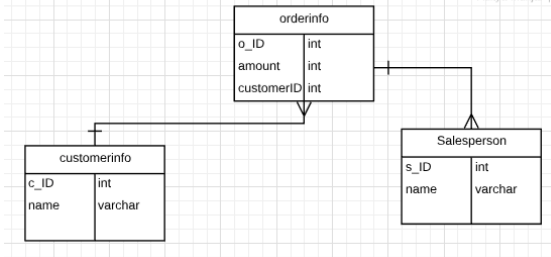 orderinfo
o_ID int
amount int
customerID int
customerinfo
c_ID int
name varchar
Salesperson
s_ID int
name varchar